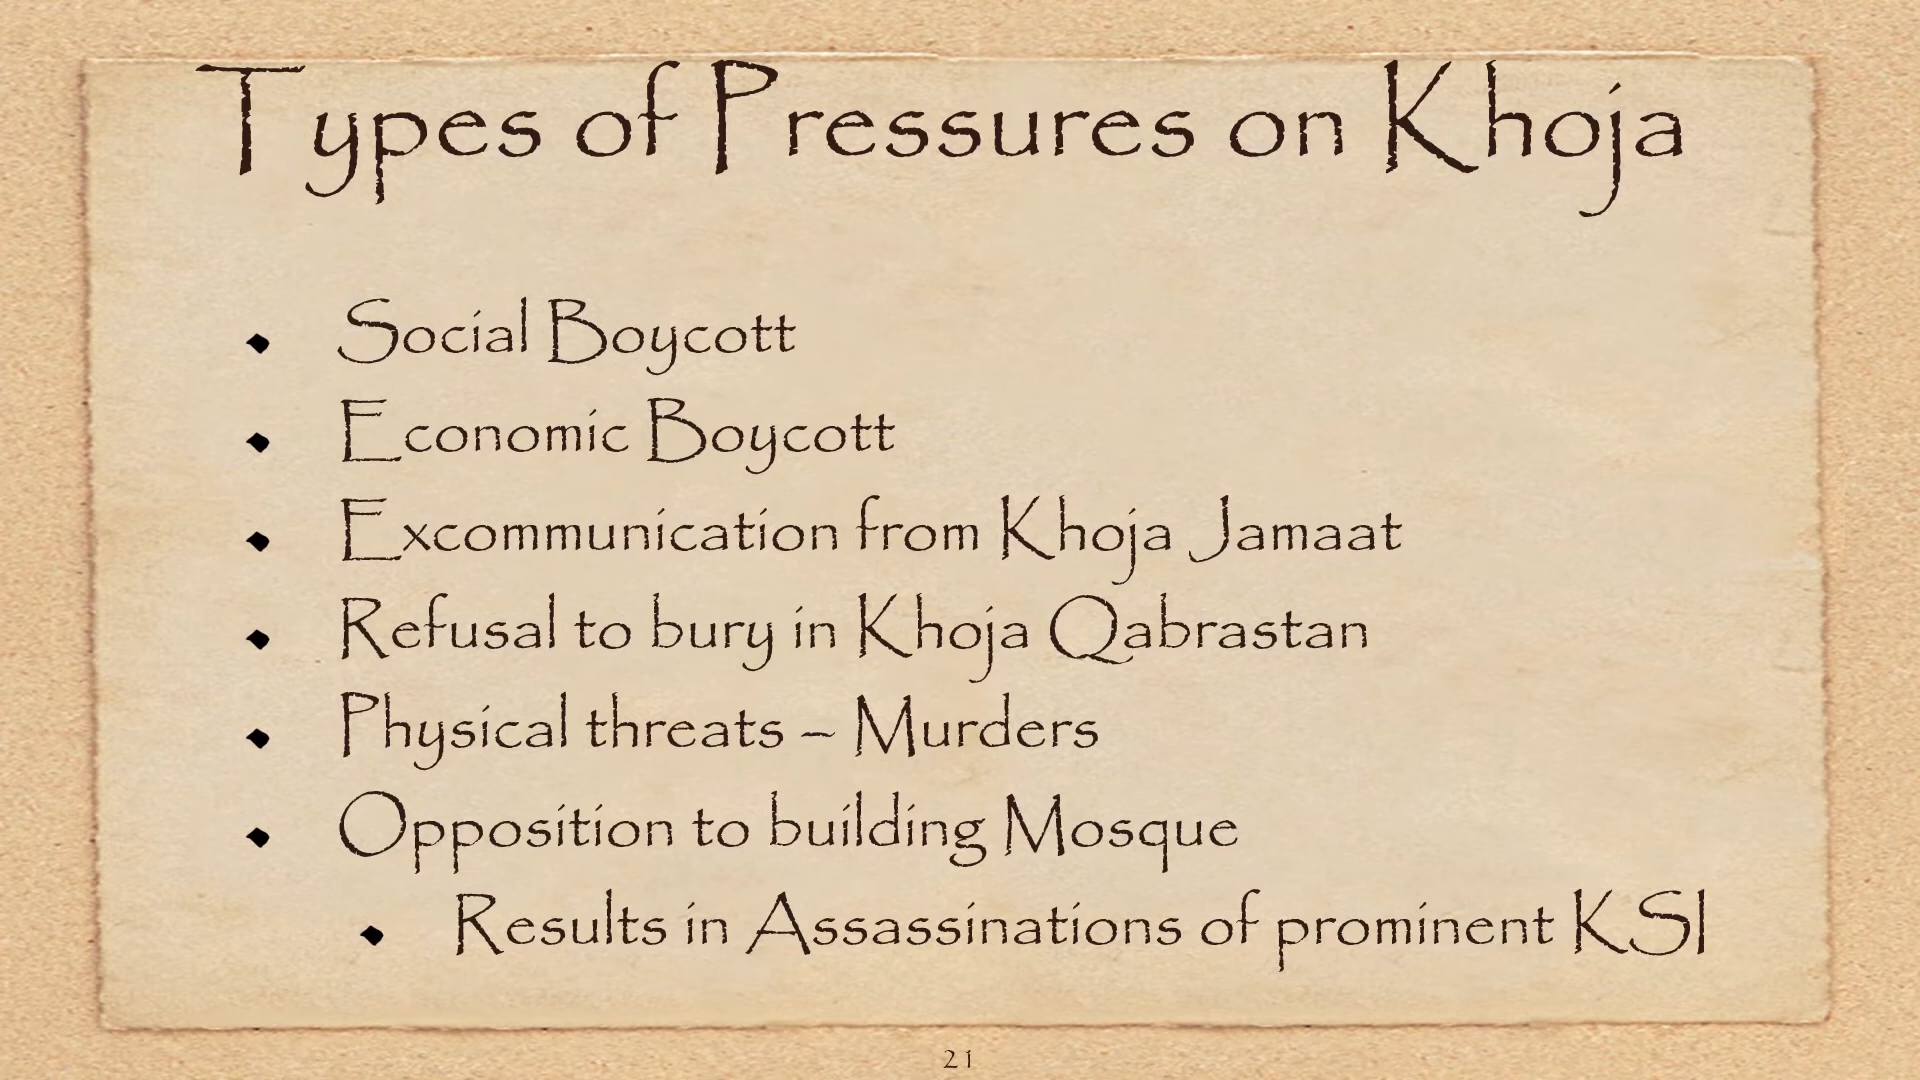 Types of Pressures on Khoja
Social Boycott
Economic Boycott
Excommunication from Khoja Jamaat
Refusal to bury in Khoja Qabrastan
Physical threats – Murders
Opposition to building Mosque
Results in Assassinations of prominent KSI
21